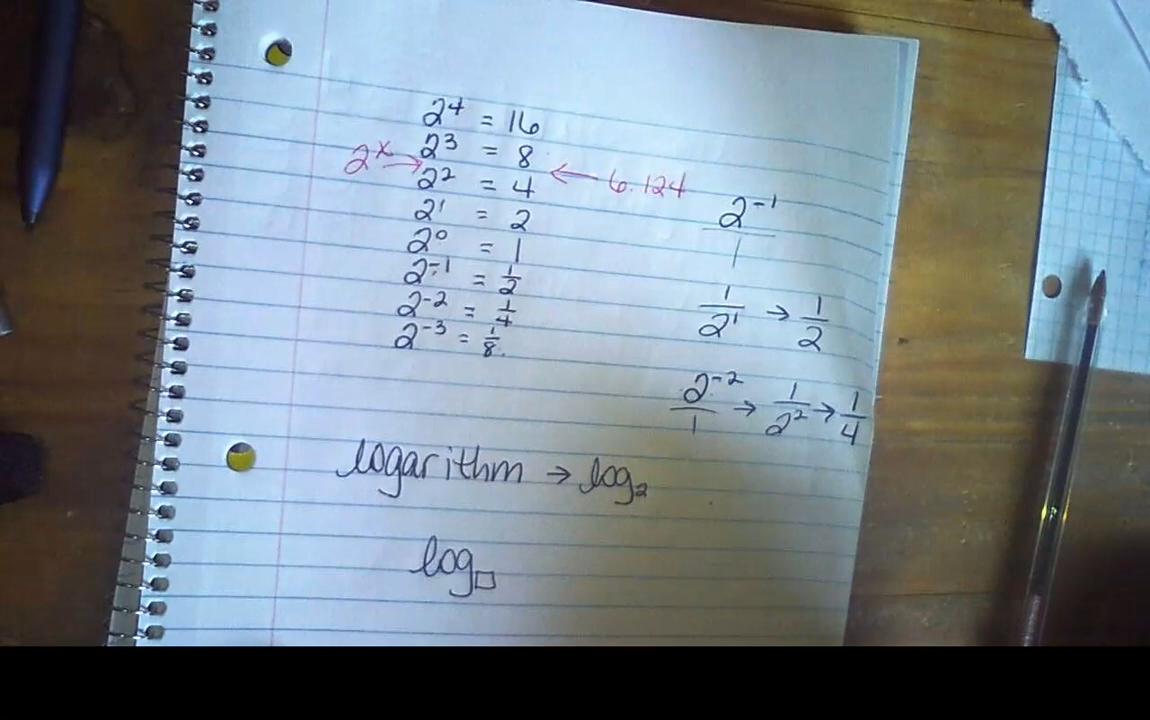 2⁴ = 16
2³ = 8
2ˣ → ← 6.124
2² = 4
2¹ = 2
2⁰ = 1
2⁻¹ = 1/2
2⁻² = 1/4
2⁻³ = 1/8
2⁻¹/1
1/2¹ → 1/2
2⁻²/1 → 1/2² → 1/4
logarithm → log₂
log□